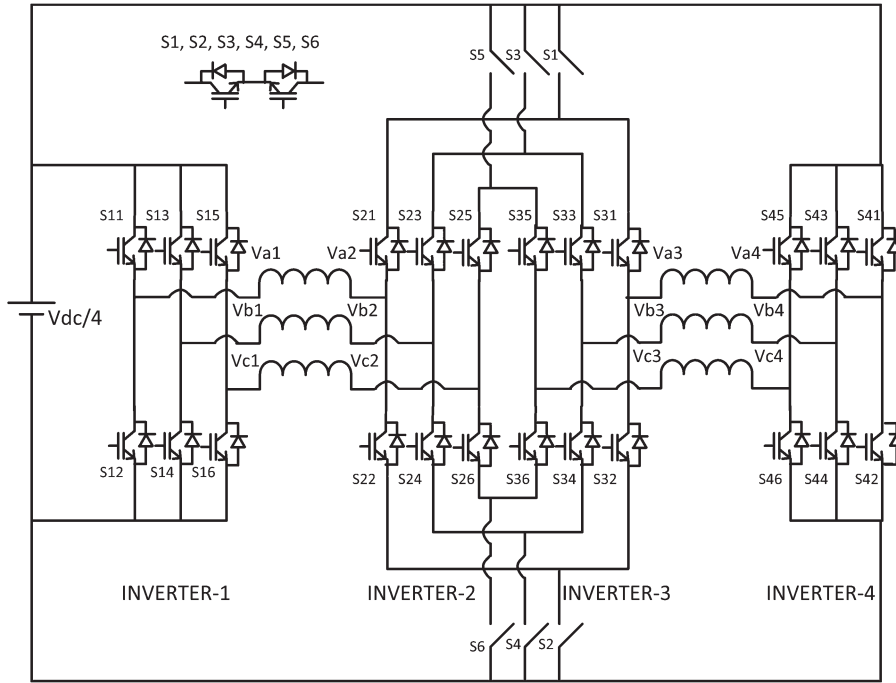 S1, S2, S3, S4, S5, S6
S5 S3 S1
S11 S13 S15 S21 S23 S25 S35 S33 S31 S45 S43 S41
Va1 Va2 Va3 Va4
Vdc/4
Vb1 Vb2 Vb3 Vb4
Vc1 Vc2 Vc3 Vc4
S12 S14 S16 S22 S24 S26 S36 S34 S32 S46 S44 S42
INVERTER-1 INVERTER-2 INVERTER-3 INVERTER-4
S6 S4 S2